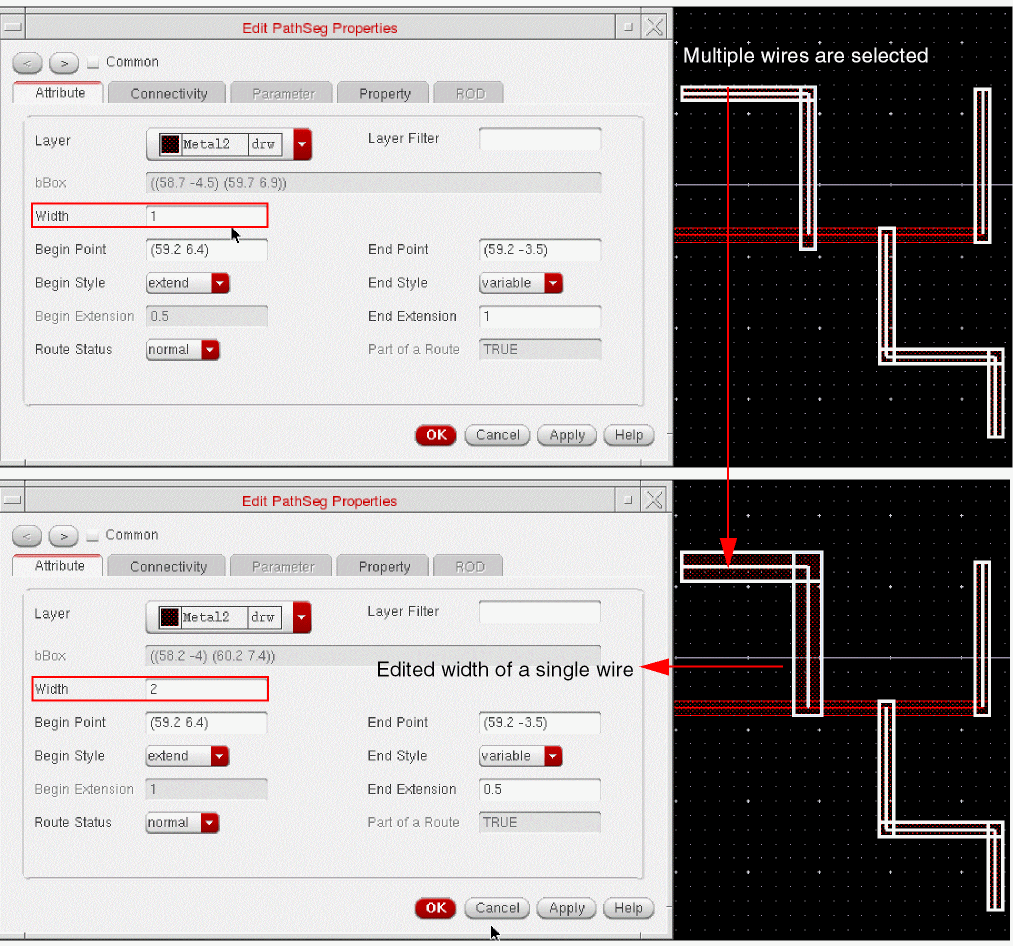 Edit PathSeg Properties
< > Common
Attribute Connectivity Parameter Property ROD
Layer Metal2 drw Layer Filter
bBox ((58.7 -4.5) (59.7 6.9))
Width 1
Begin Point (59.2 6.4) End Point (59.2 -3.5)
Begin Style extend End Style variable
Begin Extension 0.5 End Extension 1
Route Status normal Part of a Route TRUE
OK Cancel Apply Help
Multiple wires are selected
Edit PathSeg Properties
< > Common
Attribute Connectivity Parameter Property ROD
Layer Metal2 drw Layer Filter
bBox ((58.2 -4) (60.2 7.4))
Edited width of a single wire
Width 2
Begin Point (59.2 6.4) End Point (59.2 -3.5)
Begin Style extend End Style variable
Begin Extension 1 End Extension 0.5
Route Status normal Part of a Route TRUE
OK Cancel Apply Help